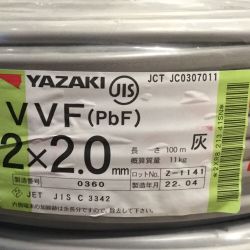 YAZAKI JIS JCT JC0307011
VVF(PbF) 灰
2×2.0mm
長さ 100m
概算質量 11kg
ロットNo. Z-1141
製造番号 0360 製造年月 22.04
JET JIS C 3342